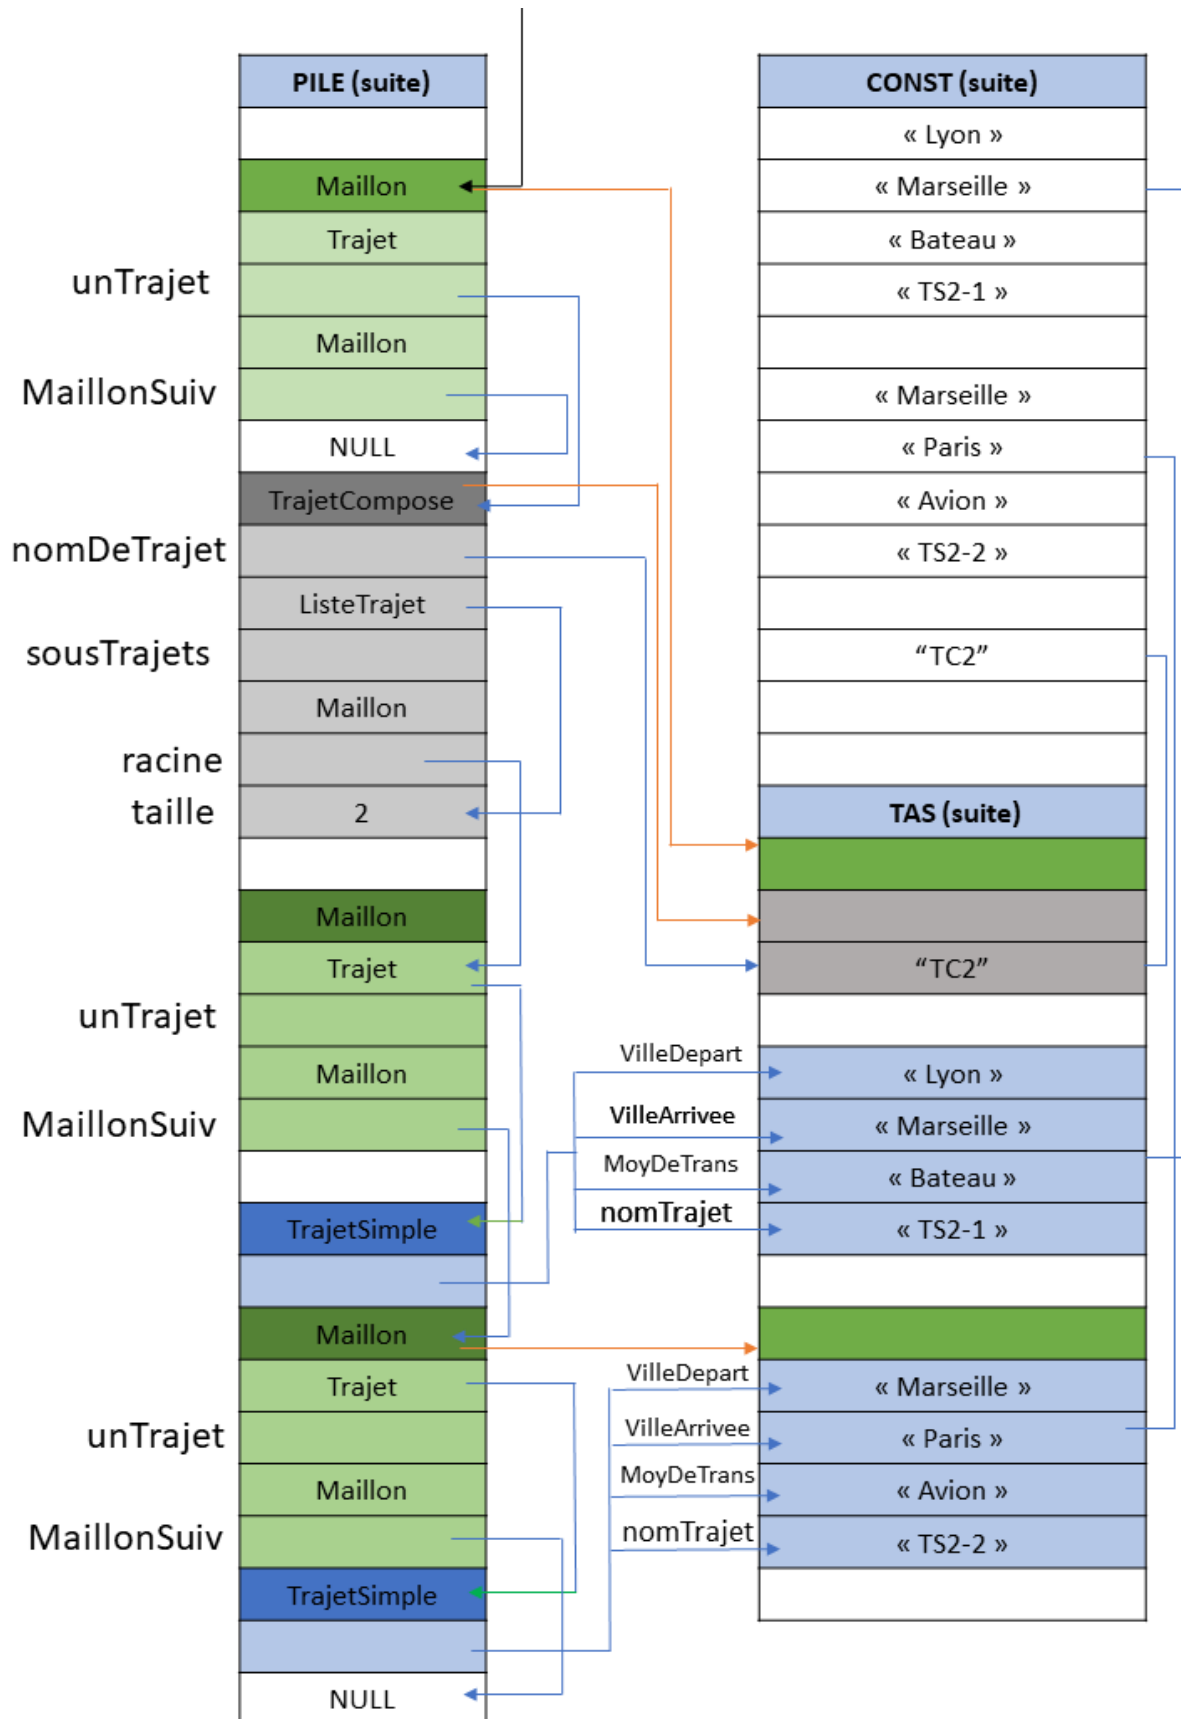 PILE (suite)
Maillon
Trajet
unTrajet
Maillon
MaillonSuiv
NULL
TrajetCompose
nomDeTrajet
ListeTrajet
sousTrajets
Maillon
racine
taille
2
Maillon
Trajet
unTrajet
Maillon
MaillonSuiv
TrajetSimple
Maillon
Trajet
unTrajet
Maillon
MaillonSuiv
TrajetSimple
NULL
VilleDepart
VilleArrivee
MoyDeTrans
nomTrajet
VilleDepart
VilleArrivee
MoyDeTrans
nomTrajet
CONST (suite)
« Lyon »
« Marseille »
« Bateau »
« TS2-1 »
« Marseille »
« Paris »
« Avion »
« TS2-2 »
“TC2”
TAS (suite)
“TC2”
« Lyon »
« Marseille »
« Bateau »
« TS2-1 »
« Marseille »
« Paris »
« Avion »
« TS2-2 »